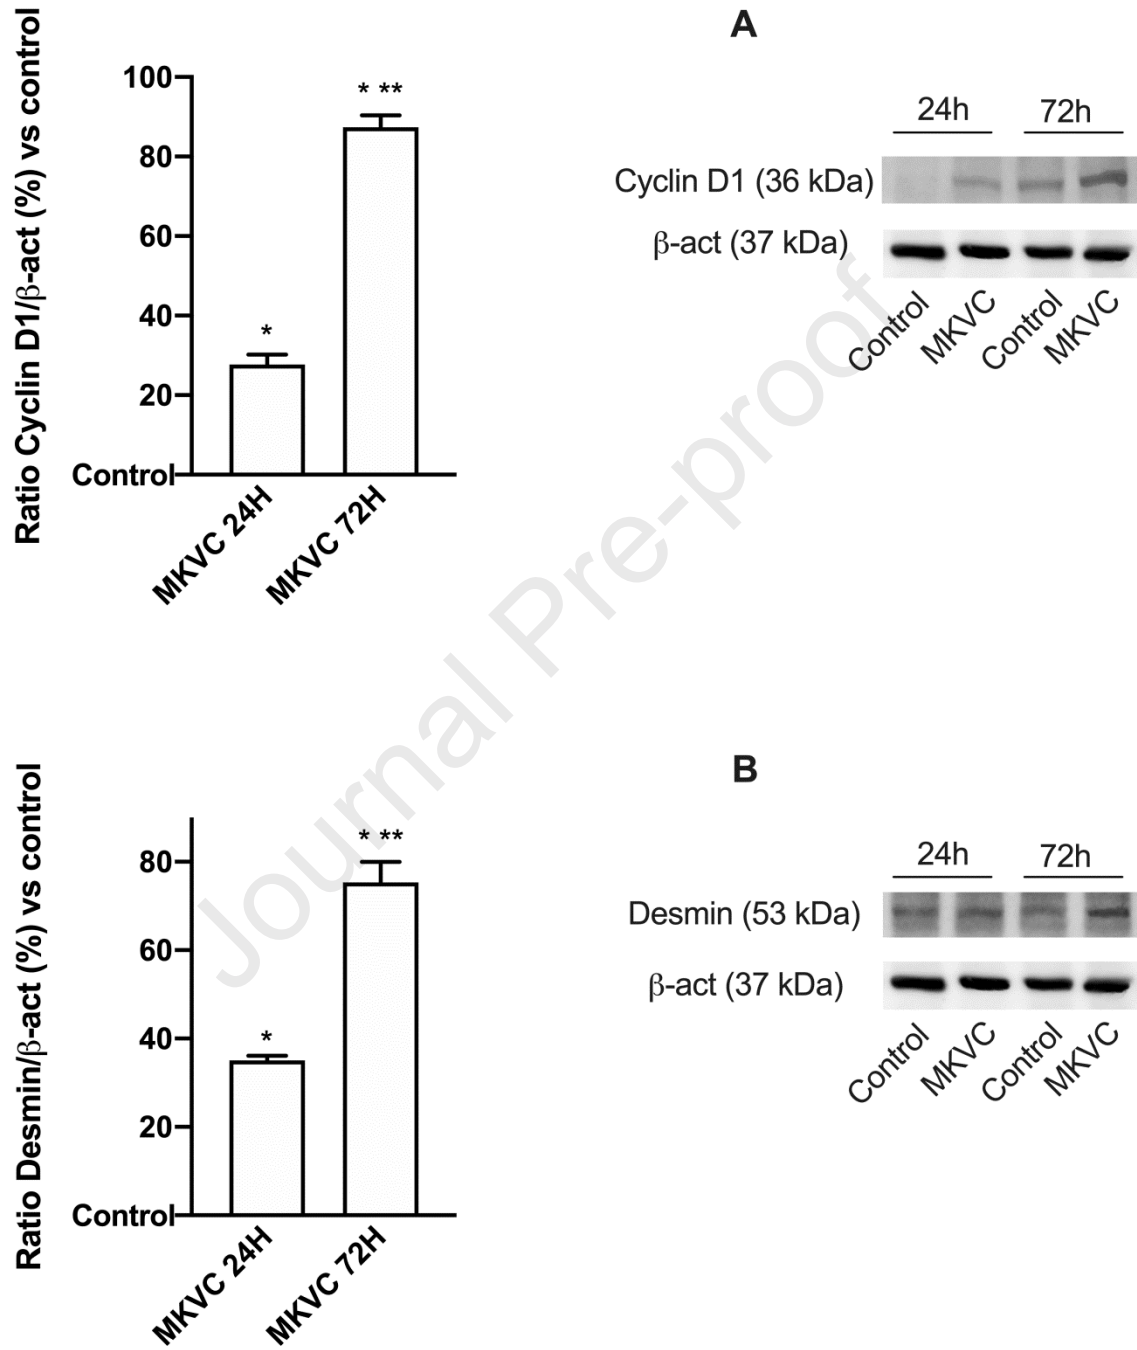 A
Ratio Cyclin D1/β-act (%) vs control
100
80
60
40
20
Control
* **
*
MKVC 24H
MKVC 72H
24h 72h
Cyclin D1 (36 kDa)
β-act (37 kDa)
Control MKVC Control MKVC
Journal Pre-proof
B
Ratio Desmin/β-act (%) vs control
80
60
40
20
Control
* **
*
MKVC 24H
MKVC 72H
24h 72h
Desmin (53 kDa)
β-act (37 kDa)
Control MKVC Control MKVC